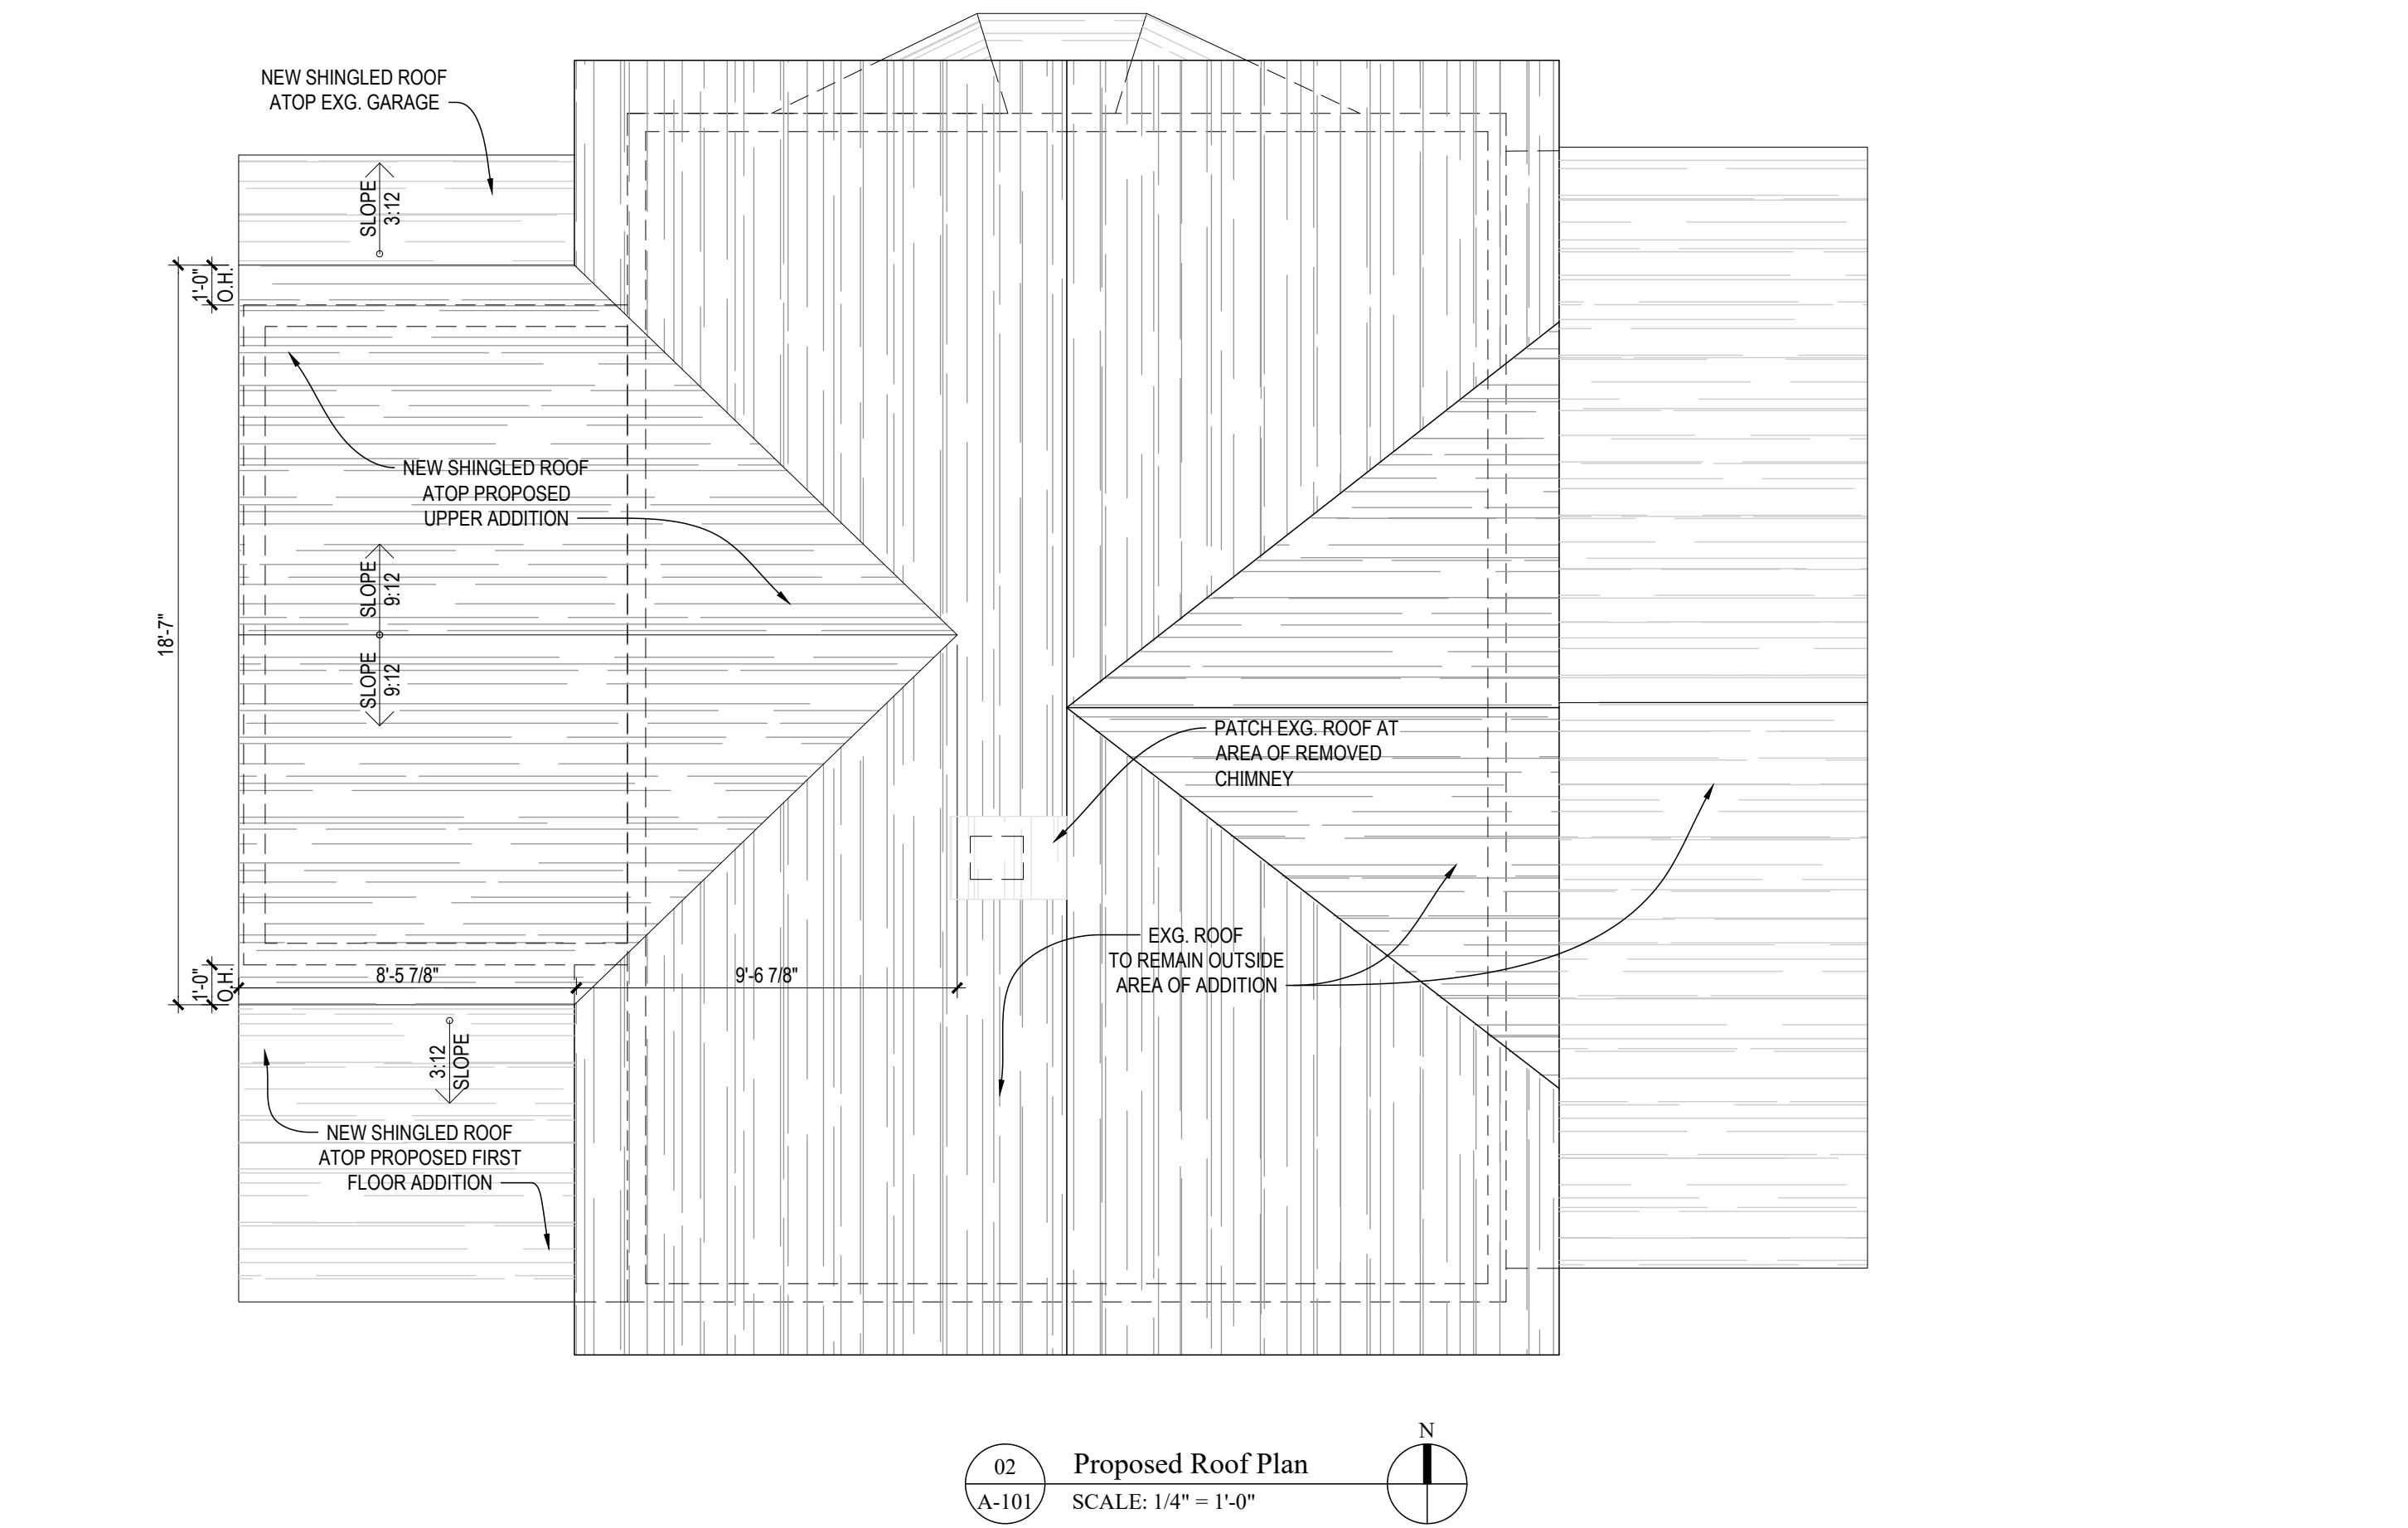 NEW SHINGLED ROOF
ATOP EXG. GARAGE
SLOPE
3:12
1'-0"
O.H.
NEW SHINGLED ROOF
ATOP PROPOSED
UPPER ADDITION
SLOPE
9:12
18'-7"
SLOPE
9:12
PATCH EXG. ROOF AT
AREA OF REMOVED
CHIMNEY
EXG. ROOF
TO REMAIN OUTSIDE
AREA OF ADDITION
1'-0"
O.H.
8'-5 7/8"
9'-6 7/8"
3:12
SLOPE
NEW SHINGLED ROOF
ATOP PROPOSED FIRST
FLOOR ADDITION
N
02
Proposed Roof Plan
A-101
SCALE: 1/4" = 1'-0"